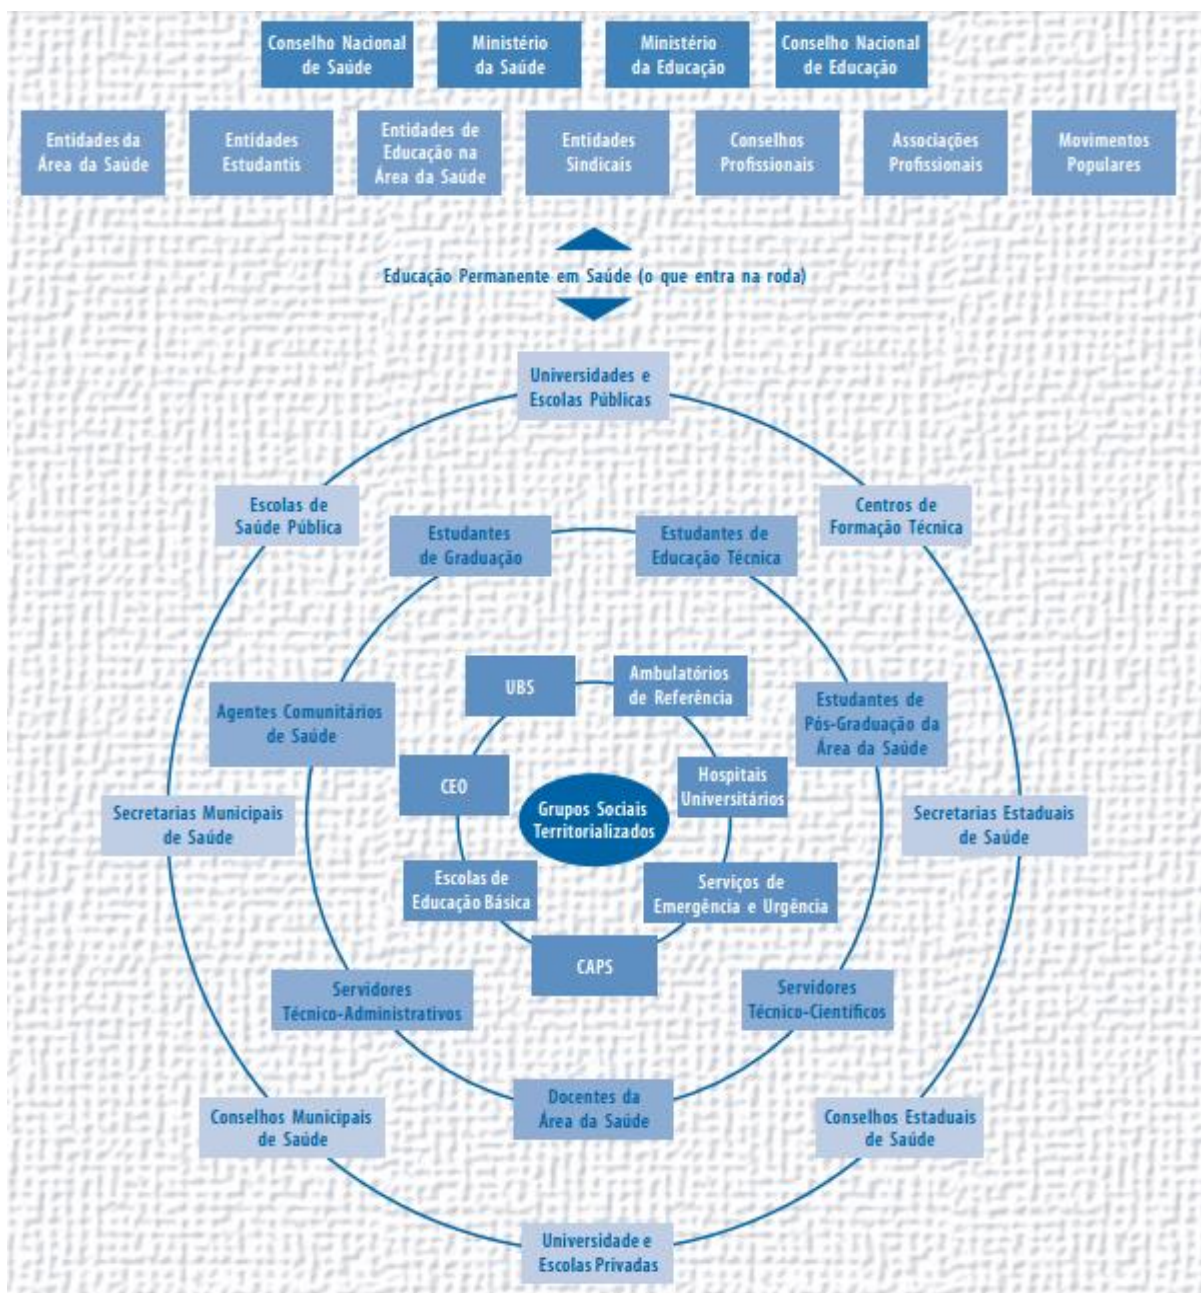 Conselho Nacional
de Saúde
Ministério
da Saúde
Ministério
da Educação
Conselho Nacional
de Educação
Entidades da
Área da Saúde
Entidades
Estudantis
Entidades de
Educação na
Área da Saúde
Entidades
Sindicais
Conselhos
Profissionais
Associações
Profissionais
Movimentos
Populares
Educação Permanente em Saúde (o que entra na roda)
Universidades e
Escolas Públicas
Escolas de
Saúde Pública
Centros de
Formação Técnica
Estudantes
de Graduação
Estudantes de
Educação Técnica
UBS
Ambulatórios
de Referência
Agentes Comunitários
de Saúde
Estudantes de
Pós-Graduação da
Área da Saúde
CEO
Hospitais
Universitários
Grupos Sociais
Territorializados
Secretarias Municipais
de Saúde
Secretarias Estaduais
de Saúde
Escolas de
Educação Básica
Serviços de
Emergência e Urgência
CAPS
Servidores
Técnico-Administrativos
Servidores
Técnico-Científicos
Docentes da
Área da Saúde
Conselhos Municipais
de Saúde
Conselhos Estaduais
de Saúde
Universidade e
Escolas Privadas